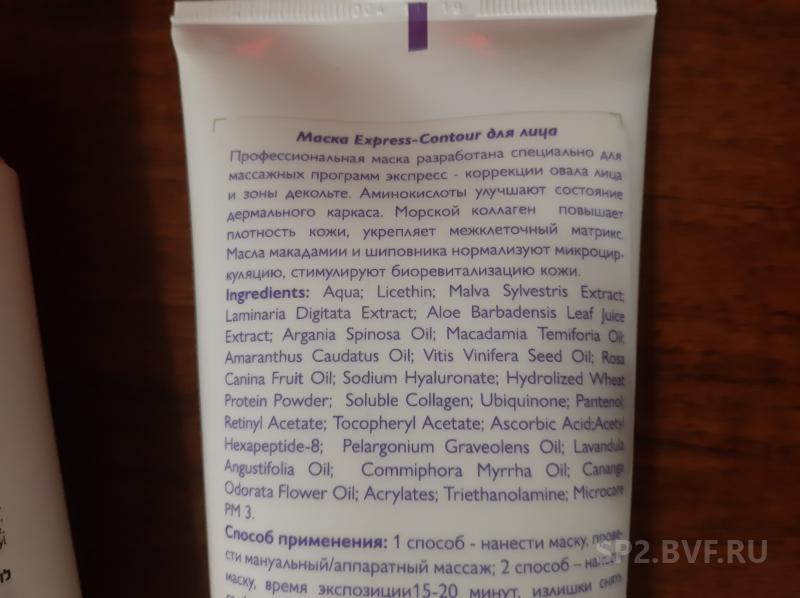 Маска Express-Contour для лица
Профессиональная маска разработана специально для
массажных программ экспресс - коррекции овала лица
и зоны декольте. Аминокислоты улучшают состояние
дермального каркаса. Морской коллаген повышает
плотность кожи, укрепляет межклеточный матрикс.
Масла макадамии и шиповника нормализуют микроцир-
куляцию, стимулируют биоревитализацию кожи.
Ingredients: Aqua; Licethin; Malva Sylvestris Extract;
Laminaria Digitata Extract; Aloe Barbadensis Leaf Juice
Extract; Argania Spinosa Oil; Macadamia Temiforia Oil;
Amaranthus Caudatus Oil; Vitis Vinifera Seed Oil; Rosa
Canina Fruit Oil; Sodium Hyaluronate; Hydrolized Wheat
Protein Powder; Soluble Collagen; Ubiquinone; Pantenol;
Retinyl Acetate; Tocopheryl Acetate; Ascorbic Acid;Acetyl
Hexapeptide-8; Pelargonium Graveolens Oil; Lavandula
Angustifolia Oil; Commiphora Myrrha Oil; Cananga
Odorata Flower Oil; Acrylates; Triethanolamine; Microcare
PM 3.
Способ применения: 1 способ - нанести маску, прове-
сти мануальный/аппаратный массаж; 2 способ – нанести
маску, время экспозиции15-20 минут, излишки снять
SP2.BVF.RU